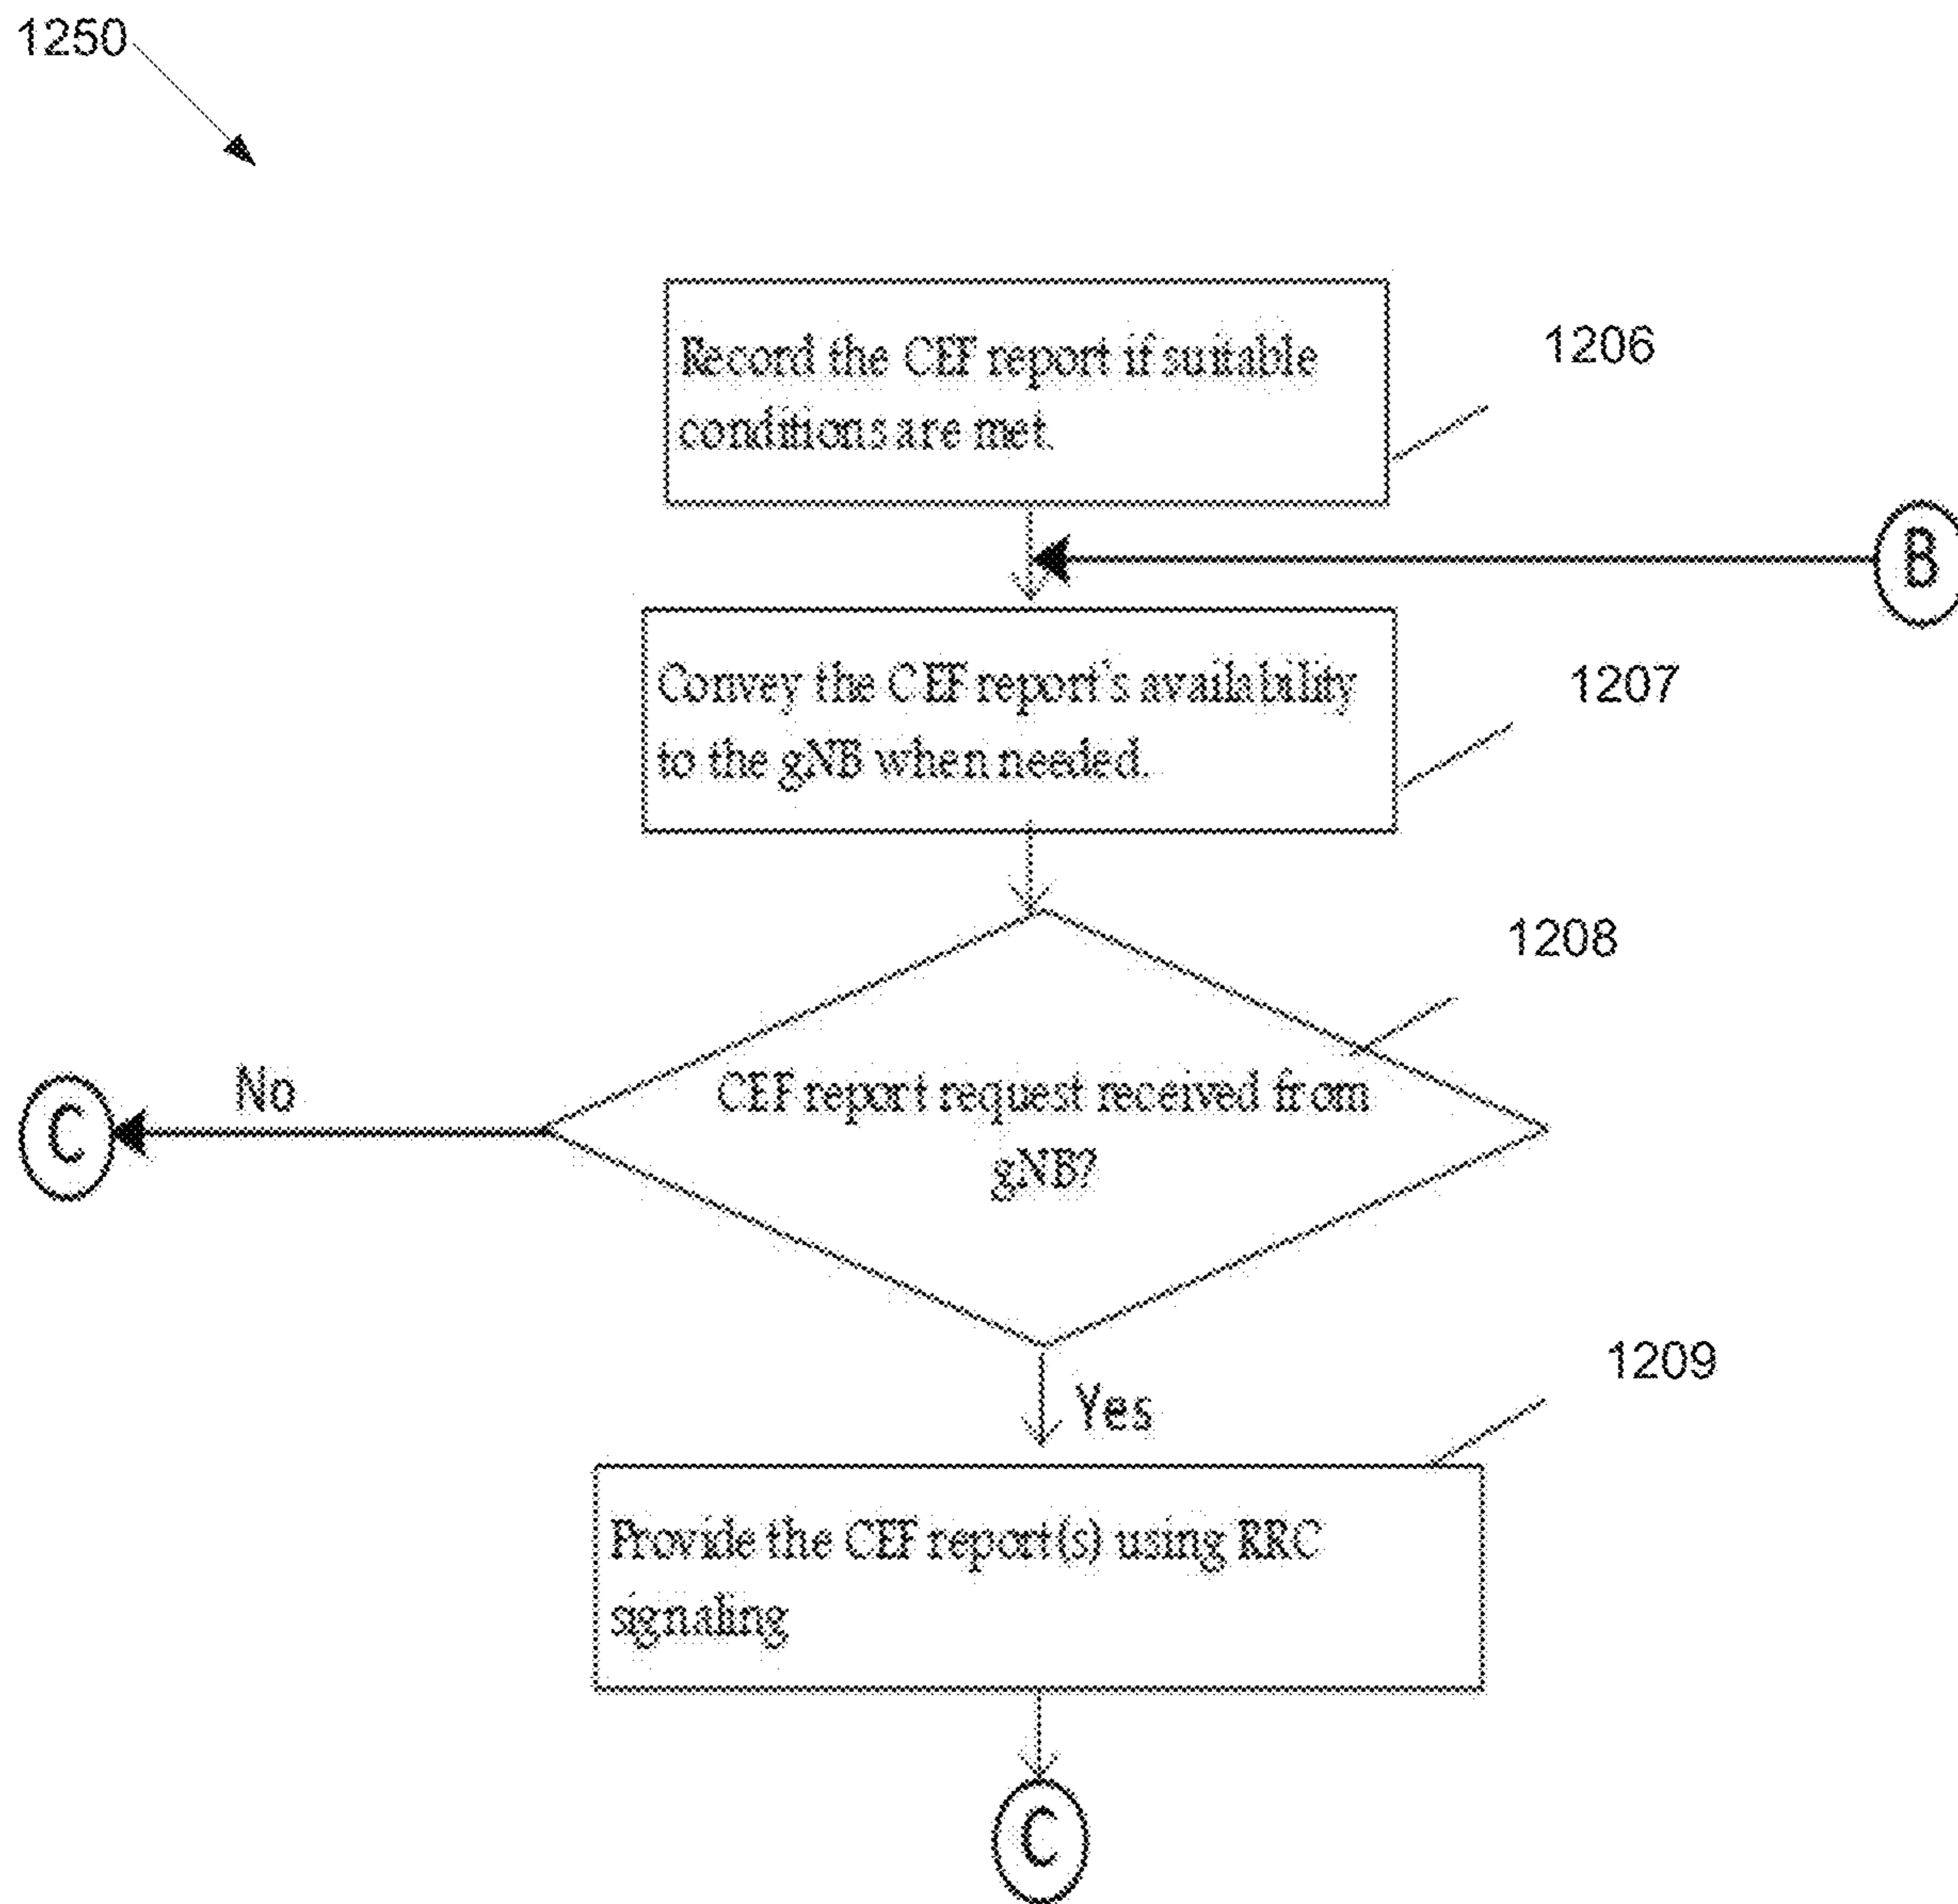 1250
Record the CEF report if suitable
conditions are met.
1206
B
Convey the CEF report's availability
to the gNB when needed.
1207
1208
CEF report request received from
gNB?
No
C
Yes
1209
Provide the CEF report(s) using RRC
signaling
C